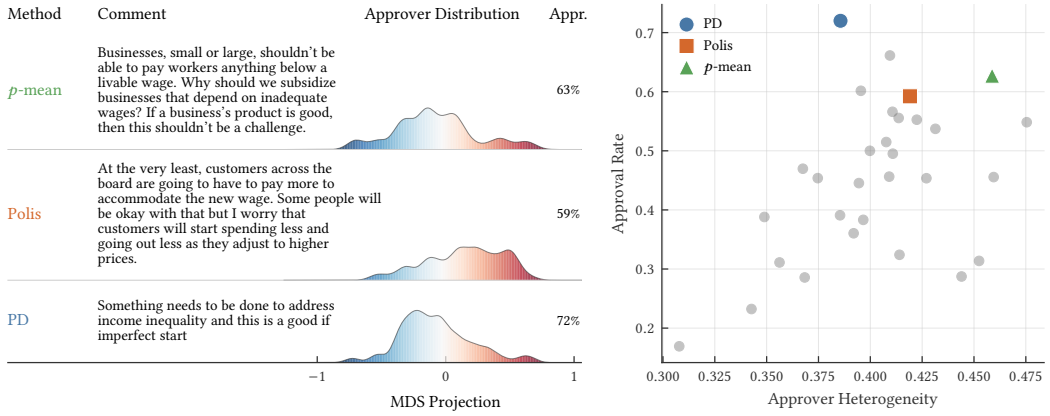 Method Comment Approver Distribution Appr.
Businesses, small or large, shouldn't be
able to pay workers anything below a
livable wage. Why should we subsidize
p-mean businesses that depend on inadequate 63%
wages? If a business's product is good,
then this shouldn't be a challenge.
At the very least, customers across the
board are going to have to pay more to
accommodate the new wage. Some people will
Polis be okay with that but I worry that 59%
customers will start spending less and
going out less as they adjust to higher
prices.
Something needs to be done to address
PD income inequality and this is a good if 72%
imperfect start
−1 0 1
MDS Projection
PD
Polis
p-mean
Approval Rate
0.7
0.6
0.5
0.4
0.3
0.2
0.300 0.325 0.350 0.375 0.400 0.425 0.450 0.475
Approver Heterogeneity